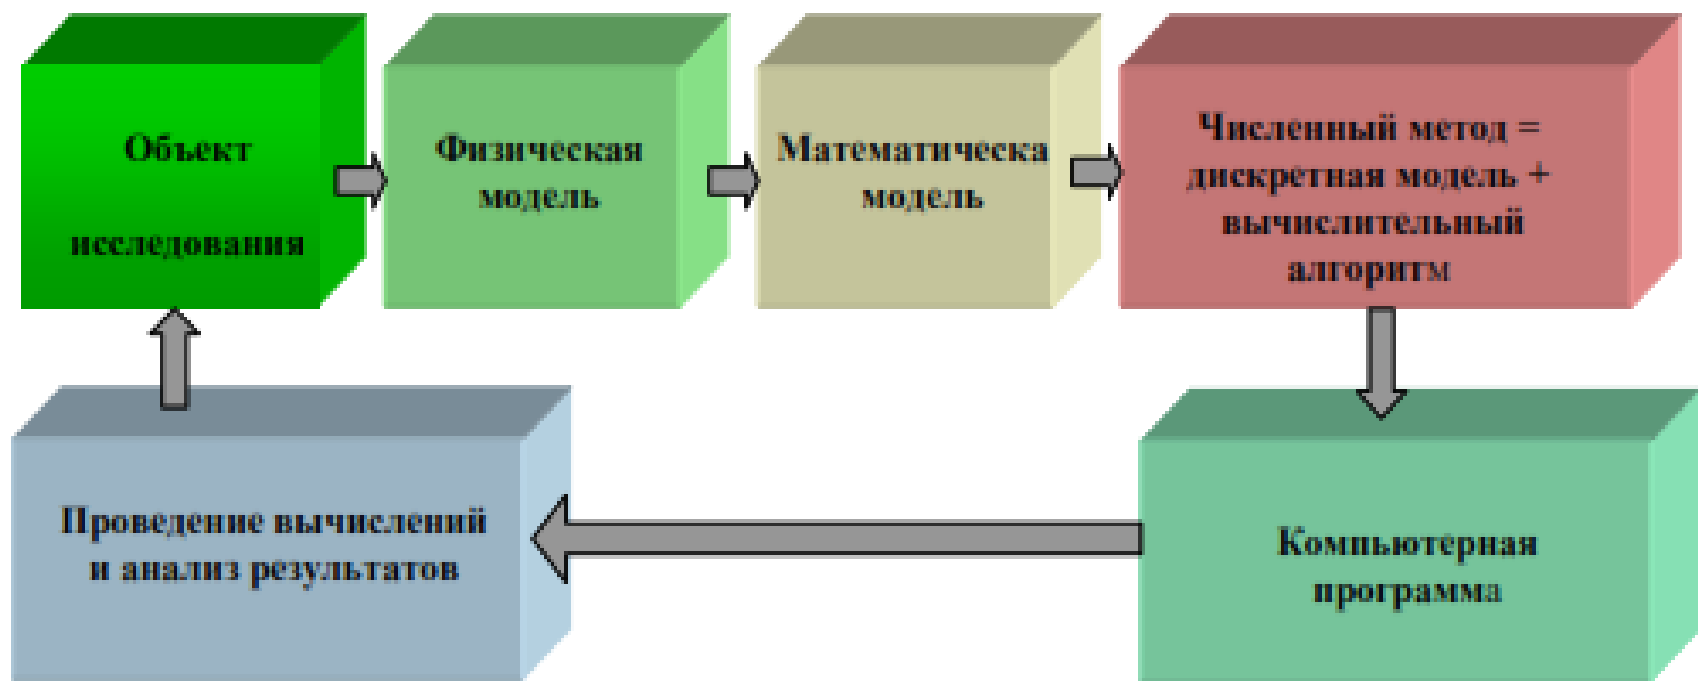 Объект
исследования
Физическая
модель
Математическа
модель
Численный метод =
дискретная модель +
вычислительный
алгоритм
Проведение вычислений
и анализ результатов
Компьютерная
программа